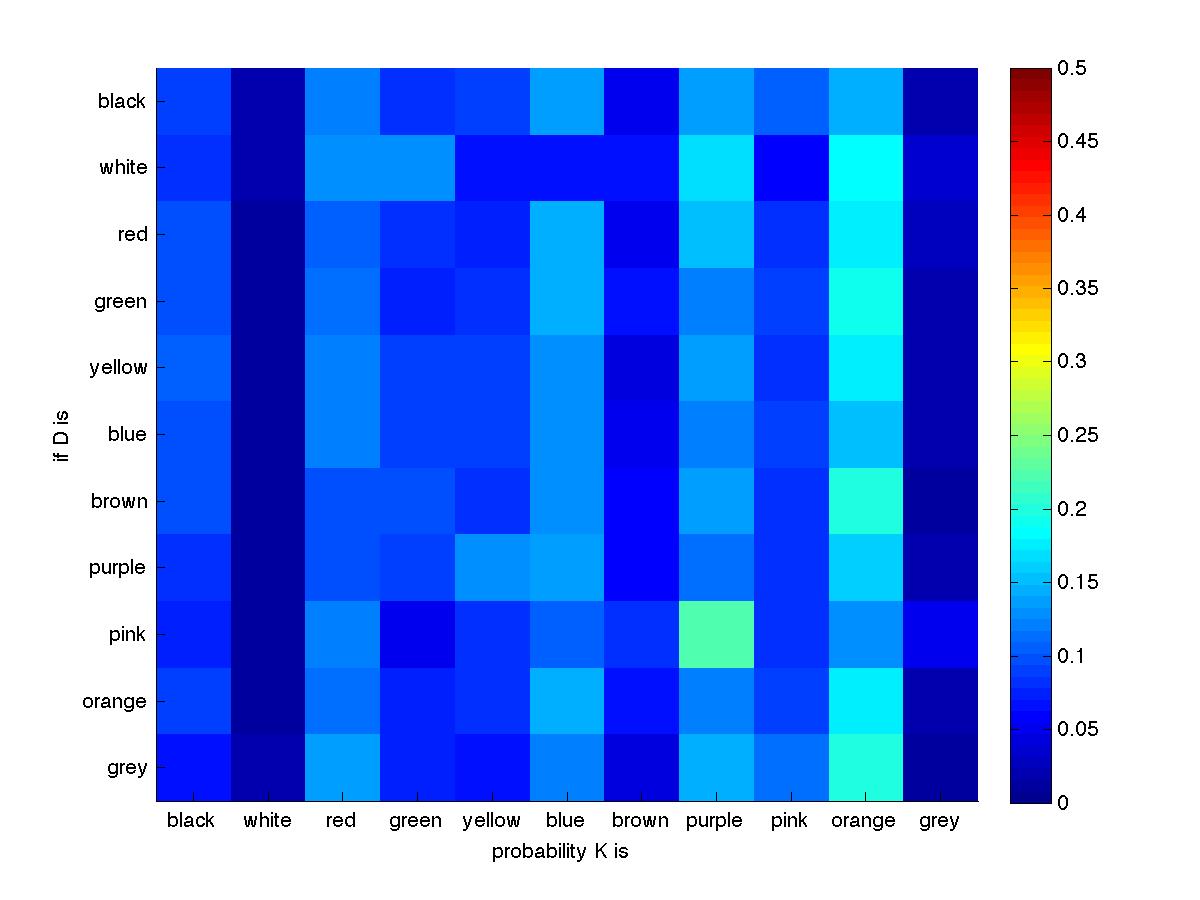 black
white
red
green
yellow
blue
brown
purple
pink
orange
grey
if D is
black white red green yellow blue brown purple pink orange grey
probability K is
0.5
0.45
0.4
0.35
0.3
0.25
0.2
0.15
0.1
0.05
0